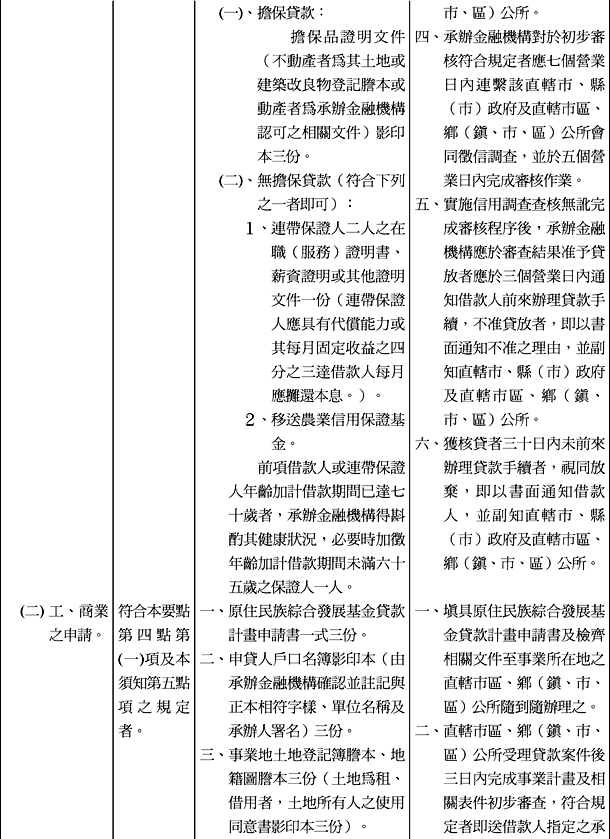 (一)、擔保貸款：
擔保品證明文件
（不動產者為其土地或
建築改良物登記謄本或
動產者為承辦金融機構
認可之相關文件）影印
本三份。
(二)、無擔保貸款（符合下列
之一者即可）：
１、連帶保證人二人之在
職（服務）證明書、
薪資證明或其他證明
文件一份（連帶保證
人應具有代償能力或
其每月固定收益之四
分之三達借款人每月
應攤還本息。）。
２、移送農業信用保證基
金。
前項借款人或連帶保證
人年齡加計借款期間已達七
十歲者，承辦金融機構得斟
酌其健康狀況，必要時加徵
年齡加計借款期間未滿六十
五歲之保證人一人。
市、區）公所。
四、承辦金融機構對於初步審
核符合規定者應七個營業
日內連繫該直轄市、縣
（市）政府及直轄市區、
鄉（鎮、市、區）公所會
同徵信調查，並於五個營
業日內完成審核作業。
五、實施信用調查查核無訛完
成審核程序後，承辦金融
機構應於審查結果准予貸
放者應於三個營業日內通
知借款人前來辦理貸款手
續，不准貸放者，即以書
面通知不准之理由，並副
知直轄市、縣（市）政府
及直轄市區、鄉（鎮、
市、區）公所。
六、獲核貸者三十日內未前來
辦理貸款手續者，視同放
棄，即以書面通知借款
人，並副知直轄市、縣
（市）政府及直轄市區、
鄉（鎮、市、區）公所。
(二)工、商業
之申請。
符合本要點
第四點第
(一)項及本
須知第五點
項之規定
者。
一、原住民族綜合發展基金貸款
計畫申請書一式三份。
二、申貸人戶口名簿影印本（由
承辦金融機構確認並註記與
正本相符字樣、單位名稱及
承辦人署名）三份。
三、事業地土地登記簿謄本、地
籍圖謄本三份（土地為租、
借用者，土地所有人之使用
同意書影印本三份）。
一、填具原住民族綜合發展基
金貸款計畫申請書及檢齊
相關文件至事業所在地之
直轄市區、鄉（鎮、市、
區）公所隨到隨辦理之。
二、直轄市區、鄉（鎮、市、
區）公所受理貸款案件後
三日內完成事業計畫及相
關表件初步審查，符合規
定者即送借款人指定之承